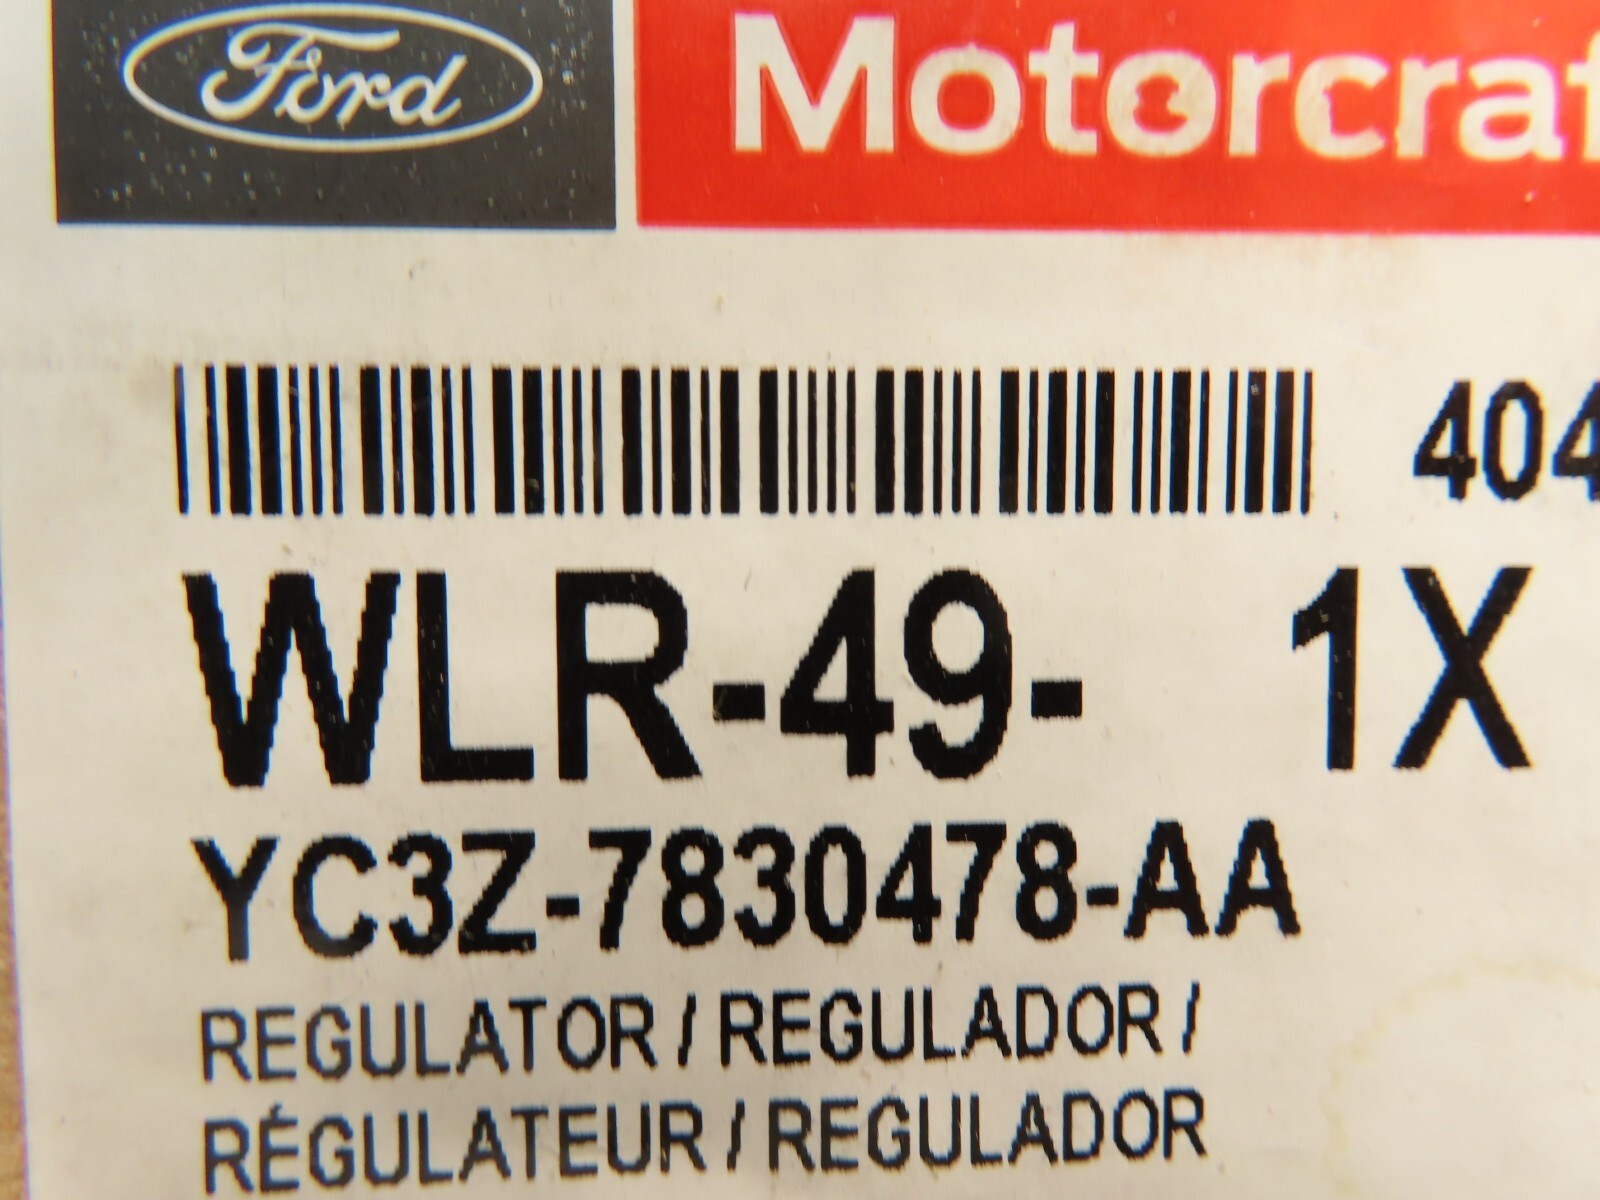 Ford Motorcraf
404
WLR-49- 1X
YC3Z-7830478-AA
REGULATOR / REGULADOR /
RÉGULATEUR / REGULADOR